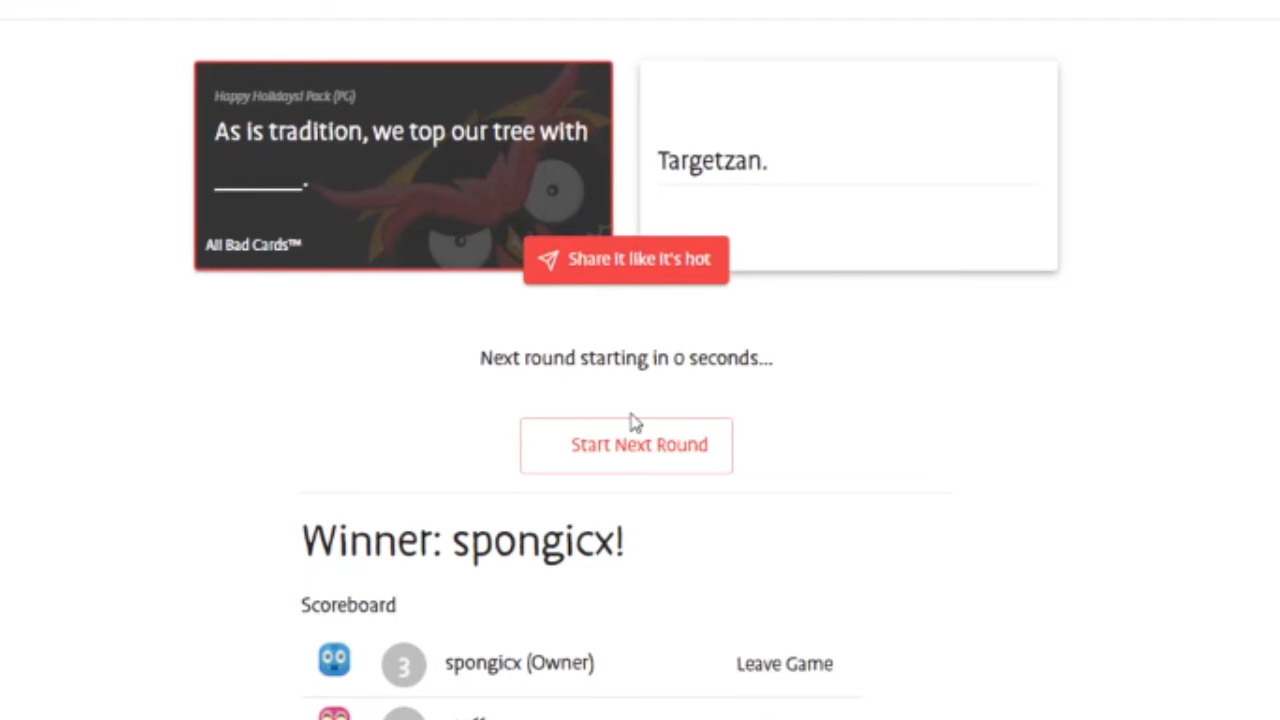 Happy Holidays! Pack (PG)
As is tradition, we top our tree with
________.
All Bad Cards™
Targetzan.
Share it like it's hot
Next round starting in 0 seconds...
Start Next Round
Winner: spongicx!
Scoreboard
3 spongicx (Owner) Leave Game